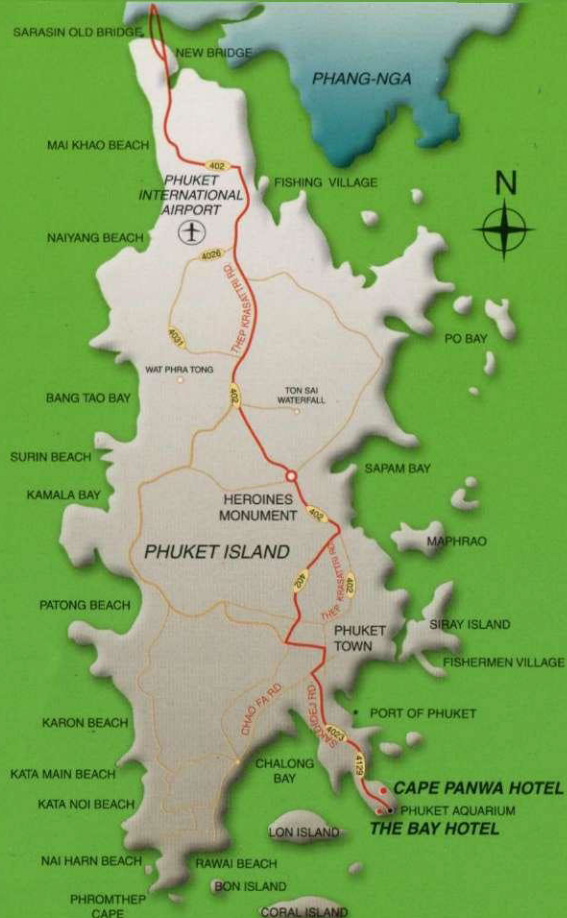 SARASIN OLD BRIDGE
NEW BRIDGE
PHANG-NGA
MAI KHAO BEACH
402
PHUKET
INTERNATIONAL
AIRPORT
FISHING VILLAGE
N
NAIYANG BEACH
4026
THEP KRASATTRI RD.
4031
PO BAY
WAT PHRA TONG
TON SAI
WATERFALL
BANG TAO BAY
402
SURIN BEACH
SAPAM BAY
KAMALA BAY
HEROINES
MONUMENT
402
MAPHRAO
PHUKET ISLAND
402
402
THEP KRASATTRI RD.
PATONG BEACH
PHUKET
TOWN
SIRAY ISLAND
FISHERMEN VILLAGE
CHAO FA RD.
PORT OF PHUKET
KARON BEACH
4023
CHALONG
BAY
4129
KATA MAIN BEACH
CAPE PANWA HOTEL
KATA NOI BEACH
PHUKET AQUARIUM
THE BAY HOTEL
LON ISLAND
NAI HARN BEACH
RAWAI BEACH
BON ISLAND
PHROMTHEP
CAPE
CORAL ISLAND